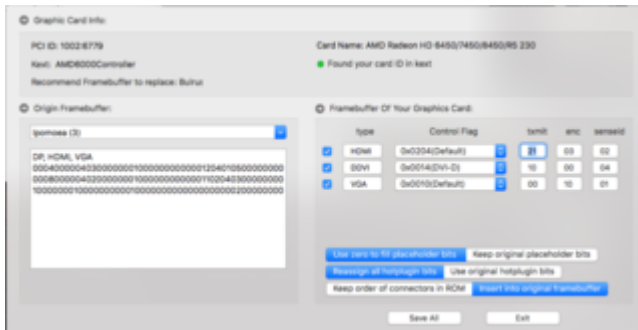 Graphic Card Info:
PCI ID: 1002:6779
Card Name: AMD Radeon HD 6450/7450/8450/R5 230
Kext: AMD6000Controller
Found your card ID in kext
Recommend Framebuffer to replace: Bulrus
Origin Framebuffer:
Framebuffer Of Your Graphics Card:
Ipomoea (3)
type Control Flag txmit enc senseid
DP, HDMI, VGA
HDMI 0x0204(Default) 21 03 02
DDVI 0x0014(DVI-D) 10 00 04
VGA 0x0010(Default) 00 10 01
Use zero to fill placeholder bits Keep original placeholder bits
Reassign all hotplugin bits Use original hotplugin bits
Keep order of connectors in ROM Insert into original framebuffer
Save All Exit